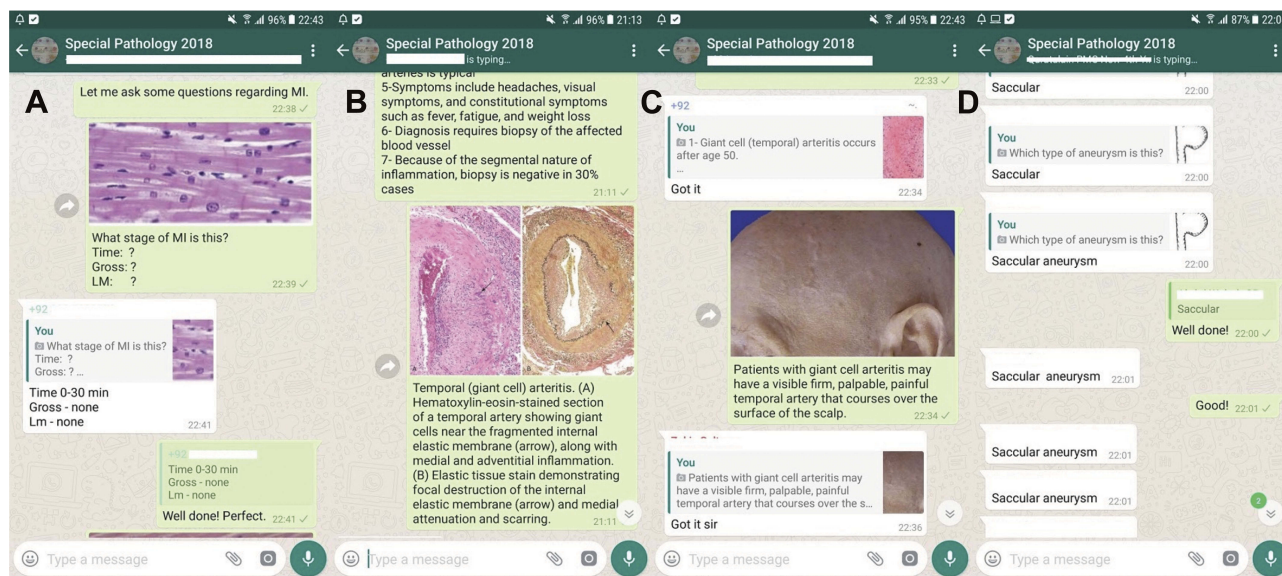 A
96% 22:43
Special Pathology 2018
Let me ask some questions regarding MI.
22:38
What stage of MI is this?
Time: ?
Gross: ?
LM: ?
22:39
+92
You
What stage of MI is this?
Time: ?
Gross: ? ...
Time 0-30 min
Gross - none
Lm - none
22:41
+92
Time 0-30 min
Gross - none
Lm - none
Well done! Perfect. 22:41
Type a message
B
96% 21:13
Special Pathology 2018
is typing...
arteries is typical
5-Symptoms include headaches, visual
symptoms, and constitutional symptoms
such as fever, fatigue, and weight loss
6- Diagnosis requires biopsy of the affected
blood vessel
7- Because of the segmental nature of
inflammation, biopsy is negative in 30%
cases
21:11
Temporal (giant cell) arteritis. (A)
Hematoxylin-eosin-stained section
of a temporal artery showing giant
cells near the fragmented internal
elastic membrane (arrow), along with
medial and adventitial inflammation.
(B) Elastic tissue stain demonstrating
focal destruction of the internal
elastic membrane (arrow) and medial
attenuation and scarring.
21:11
Type a message
C
95% 22:43
Special Pathology 2018
22:33
+92
You
1- Giant cell (temporal) arteritis occurs
after age 50.
...
Got it
22:34
Patients with giant cell arteritis may
have a visible firm, palpable, painful
temporal artery that courses over the
surface of the scalp.
22:34
You
Patients with giant cell arteritis may
have a visible firm, palpable, painful
temporal artery that courses over the s...
Got it sir
22:36
Type a message
D
87% 22:0
Special Pathology 2018
is typing...
Saccular
22:00
You
Which type of aneurysm is this?
Saccular
22:00
You
Which type of aneurysm is this?
Saccular aneurysm
22:00
Saccular
Well done! 22:00
Saccular aneurysm 22:01
Good! 22:01
Saccular aneurysm 22:01
Saccular aneurysm 22:01
2
Type a message